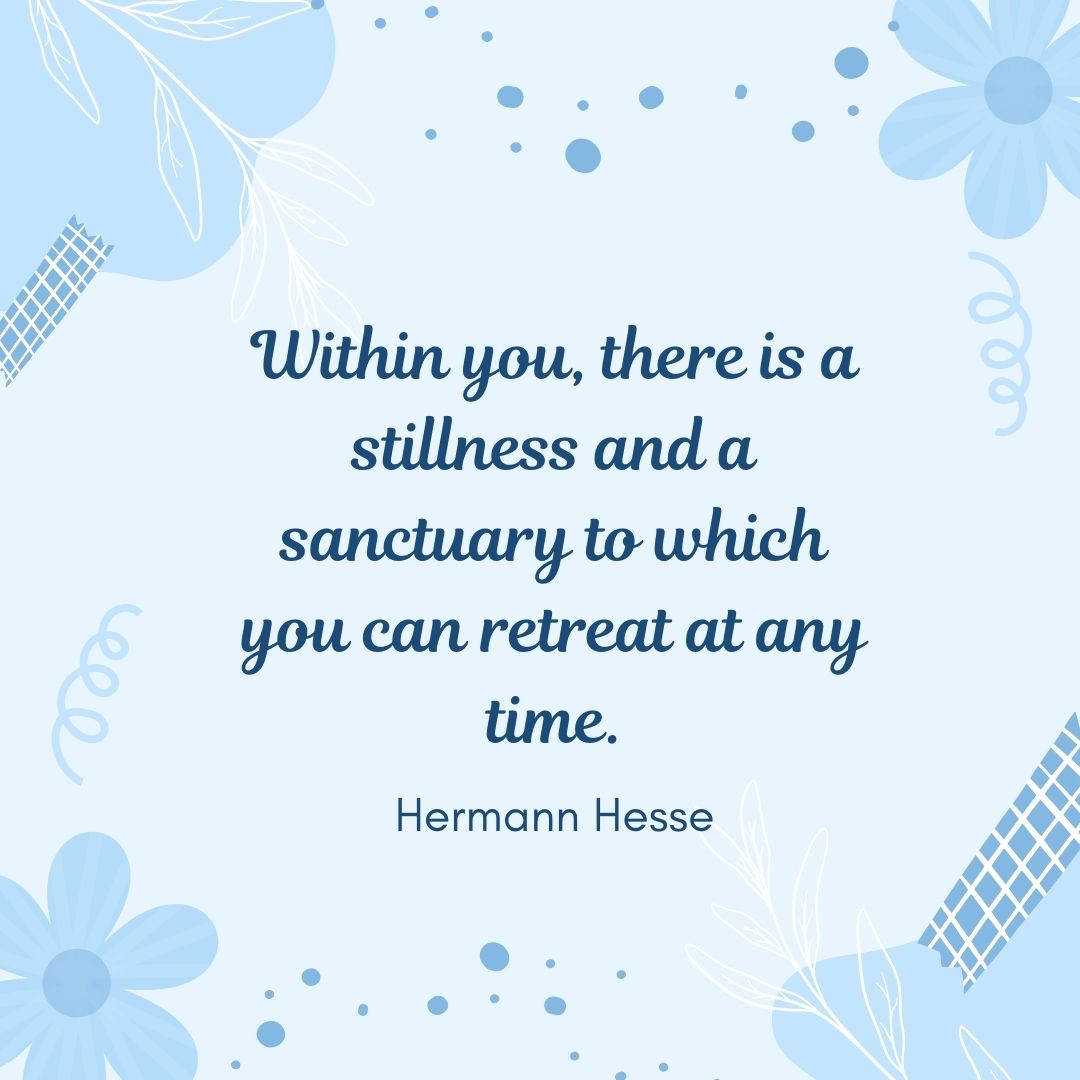 Within you, there is a
stillness and a
sanctuary to which
you can retreat at any
time.
Hermann Hesse